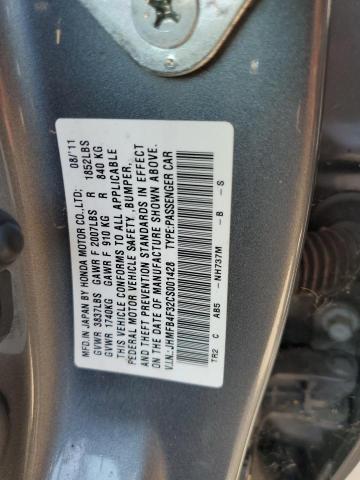 MFD. IN JAPAN BY HONDA MOTOR CO.,LTD; 08/'11
GVWR 3837LBS GAWR F 2007LBS R 1852LBS
GVWR 1740KG GAWR F 910 KG R 840 KG
THIS VEHICLE CONFORMS TO ALL APPLICABLE
FEDERAL MOTOR VEHICLE SAFETY ,BUMPER,
THEFT PREVENTION STANDARDS IN EFFECT
ON THE DATE OF MANUFACTURE SHOWN ABOVE.
V.I.N: JHMFB4F32CS001428 TYPE:PASSENGER CAR
TR2 C AB5 -NH737M -B -S